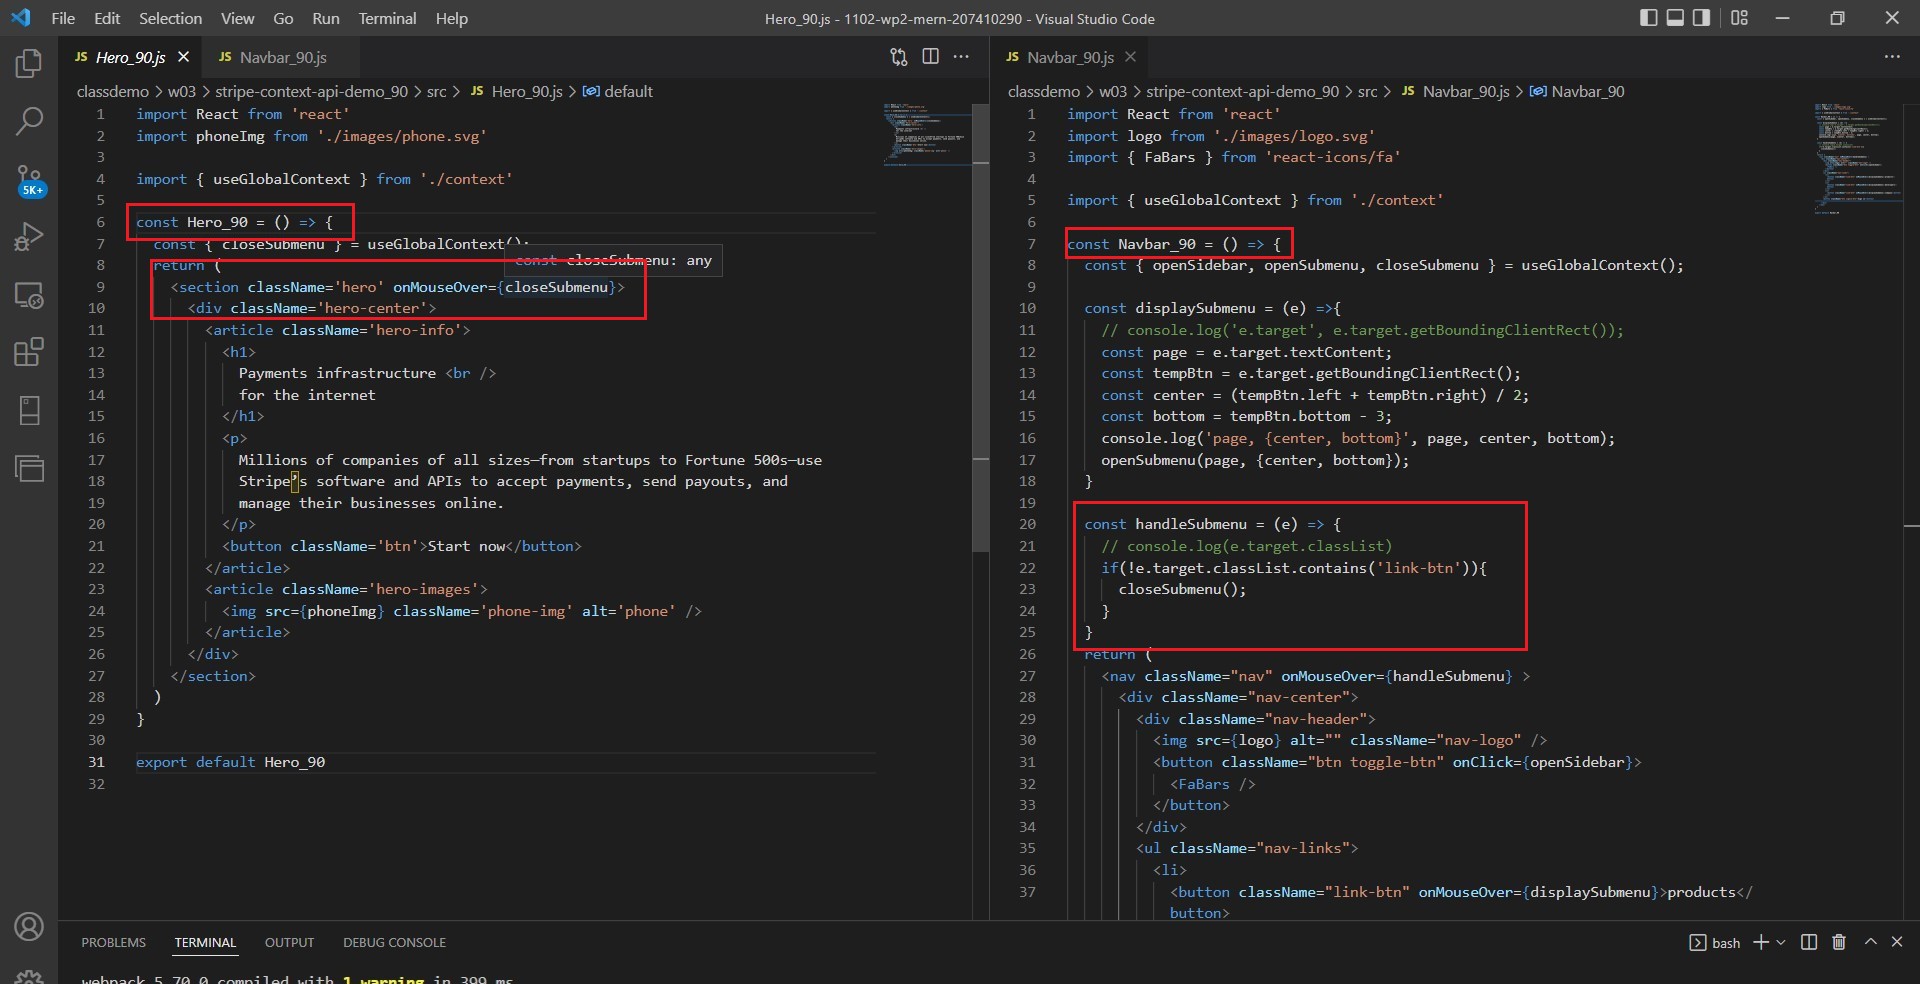 File Edit Selection View Go Run Terminal Help
Hero_90.js - 1102-wp2-mern-207410290 - Visual Studio Code
5K+
JS Hero_90.js
JS Navbar_90.js
classdemo > w03 > stripe-context-api-demo_90 > src > JS Hero_90.js > default
1 import React from 'react'
2 import phoneImg from './images/phone.svg'
3
4 import { useGlobalContext } from './context'
5
6 const Hero_90 = () => {
7 const { closeSubmenu } = useGlobalContext();
const closeSubmenu: any
8 return (
9 <section className='hero' onMouseOver={closeSubmenu}>
10 <div className='hero-center'>
11 <article className='hero-info'>
12 <h1>
13 Payments infrastructure <br />
14 for the internet
15 </h1>
16 <p>
17 Millions of companies of all sizes—from startups to Fortune 500s—use
18 Stripe’s software and APIs to accept payments, send payouts, and
19 manage their businesses online.
20 </p>
21 <button className='btn'>Start now</button>
22 </article>
23 <article className='hero-images'>
24 <img src={phoneImg} className='phone-img' alt='phone' />
25 </article>
26 </div>
27 </section>
28 )
29 }
30
31 export default Hero_90
32
JS Navbar_90.js
classdemo > w03 > stripe-context-api-demo_90 > src > JS Navbar_90.js > Navbar_90
1 import React from 'react'
2 import logo from './images/logo.svg'
3 import { FaBars } from 'react-icons/fa'
4
5 import { useGlobalContext } from './context'
6
7 const Navbar_90 = () => {
8 const { openSidebar, openSubmenu, closeSubmenu } = useGlobalContext();
9
10 const displaySubmenu = (e) =>{
11 // console.log('e.target', e.target.getBoundingClientRect());
12 const page = e.target.textContent;
13 const tempBtn = e.target.getBoundingClientRect();
14 const center = (tempBtn.left + tempBtn.right) / 2;
15 const bottom = tempBtn.bottom - 3;
16 console.log('page, {center, bottom}', page, center, bottom);
17 openSubmenu(page, {center, bottom});
18 }
19
20 const handleSubmenu = (e) => {
21 // console.log(e.target.classList)
22 if(!e.target.classList.contains('link-btn')){
23 closeSubmenu();
24 }
25 }
26 return (
27 <nav className="nav" onMouseOver={handleSubmenu} >
28 <div className="nav-center">
29 <div className="nav-header">
30 <img src={logo} alt="" className="nav-logo" />
31 <button className="btn toggle-btn" onClick={openSidebar}>
32 <FaBars />
33 </button>
34 </div>
35 <ul className="nav-links">
36 <li>
37 <button className="link-btn" onMouseOver={displaySubmenu}>products</
button>
PROBLEMS TERMINAL OUTPUT DEBUG CONSOLE
bash
webpack 5.70.0 compiled with 1 warning in 399 ms